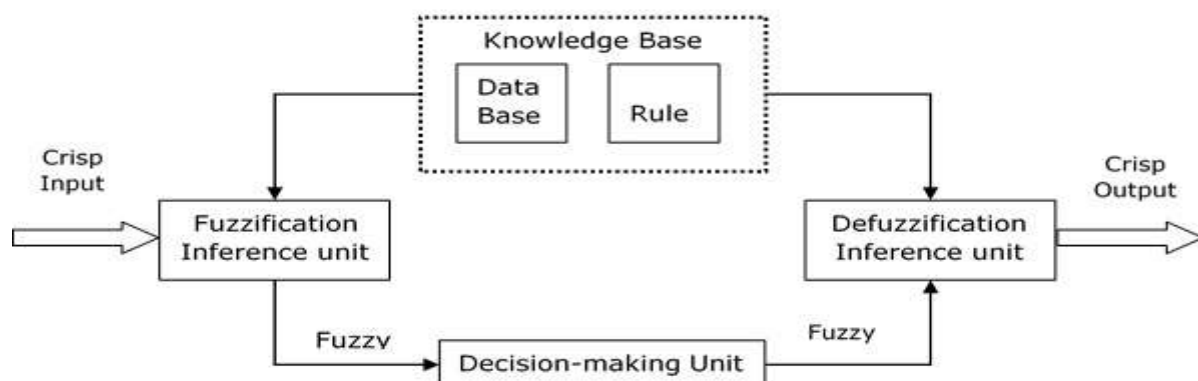 Knowledge Base
Data
Base
Rule
Crisp
Input
Crisp
Output
Fuzzification
Inference unit
Defuzzification
Inference unit
Fuzzy
Fuzzy
Decision-making Unit